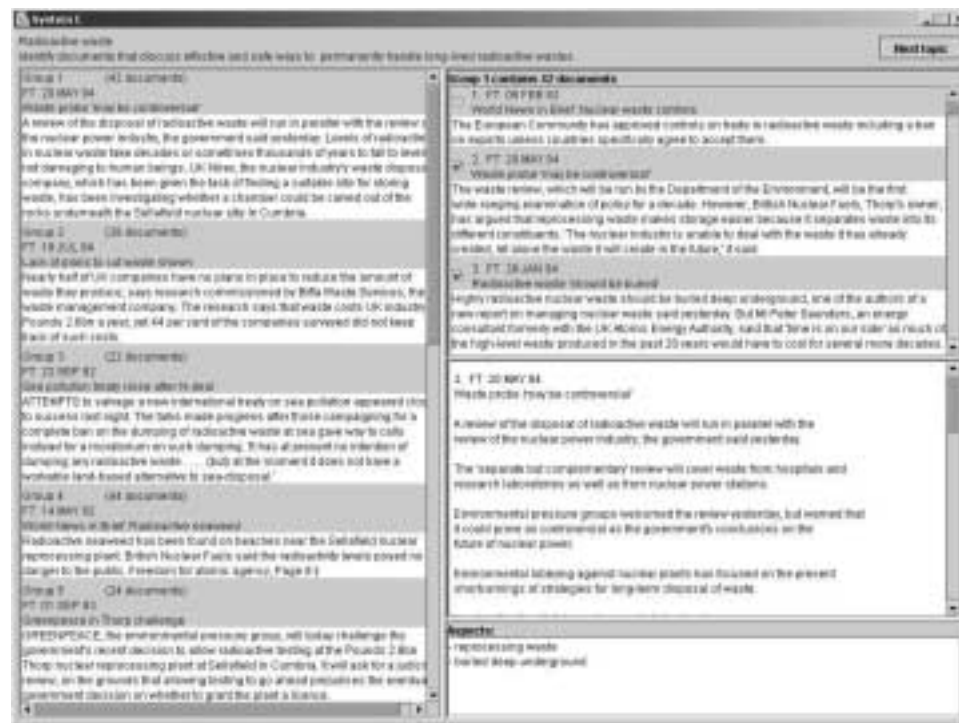 System 1
Radioactive waste
Identify documents that discuss effective and safe ways to permanently handle long-lived radioactive wastes
Next topic
Group 1 (42 documents)
FT 20 MAY 94
Waste probe 'may be controversial'
A review of the disposal of radioactive waste will run in parallel with the review
the nuclear power industry, the government said yesterday. Levels of radioactive
in nuclear waste take decades or sometimes thousands of years to fall to
not damaging to human beings. UK Nirex, the nuclear industry's waste disposal
company, which has been given the task of finding a suitable site for storing
waste, has been investigating whether a chamber could be carved out of the
rocks underneath the Sellafield nuclear site in Cumbria.
Group 2 documents)
Lack of plans to cut waste shown
Nearly half of UK companies have no plans in place to reduce the amount of
waste they produce, says research commissioned by Biffa Waste Services, the
waste management company. The research says that waste costs UK industry
Pounds a year, yet 44 per cent of the companies surveyed did not keep
track of such costs.
Group 3 documents)
Sea pollution treaty after deal
ATTEMPTS to salvage a new international treaty on sea pollution appeared
to success last night. The talks made progress after those campaigning for a
complete ban on the dumping of radioactive waste at sea gave way to calls
instead for a moratorium on such dumping. 'It has at present no intention of
dumping any radioactive waste . . . (but) at the moment it does not have a
workable land-based alternative to sea-disposal.'
Group 4 documents)
World News in Brief: Radioactive seaweed
Radioactive seaweed has been found on beaches near the Sellafield nuclear
reprocessing plant. British Nuclear Fuels said the radioactivity levels posed no
danger to the public. Freedom for atomic agency, Page
Group 5 (24 documents)
Greenpeace in Thorp challenge
GREENPEACE, the environmental pressure group, will today challenge the
government's recent decision to allow radioactive testing at the Pounds
Thorp nuclear reprocessing plant at Sellafield in Cumbria. It will ask for a judicial
review, on the grounds that allowing testing to go ahead prejudices the eventual
government decision on whether to grant the plant a licence.
Group 1 contains 42 documents
1. FT
World News in Brief: Nuclear waste controls
The European Community has approved controls on trade in radioactive waste including a ban
on exports unless countries specifically agree to accept them.
2. FT 20 MAY 94
Waste probe 'may be controversial'
The waste review, which will be run by the Department of the Environment, will be the first
wide-ranging examination of policy for a decade. However, British Nuclear Fuels, Thorp's owner,
has argued that reprocessing waste makes storage easier because it separates waste into its
different constituents. 'The nuclear industry is unable to deal with the waste it has already
created, let alone the waste it will create in the future,' it said.
3. FT JAN 94
Radioactive waste 'should be buried'
Highly radioactive nuclear waste should be buried deep underground, one of the authors of a
new report on managing nuclear waste said yesterday. But Mr Peter Saunders, an energy
consultant formerly with the UK Atomic Energy Authority, said that 'time is on our side' as much of
the high-level waste produced in the past 20 years would have to cool for several more decades.
2. FT 20 MAY 94
Waste probe 'may be controversial'
A review of the disposal of radioactive waste will run in parallel with the
review of the nuclear power industry, the government said yesterday.
The 'separate but complementary' review will cover waste from hospitals and
research laboratories as well as from nuclear power stations.
Environmental pressure groups welcomed the review yesterday, but warned that
it could prove as controversial as the government's conclusions on the
future of nuclear power.
Environmental lobbying against nuclear plants has focused on the present
shortcomings of strategies for long-term disposal of waste.
Aspects:
- reprocessing waste
- buried deep underground